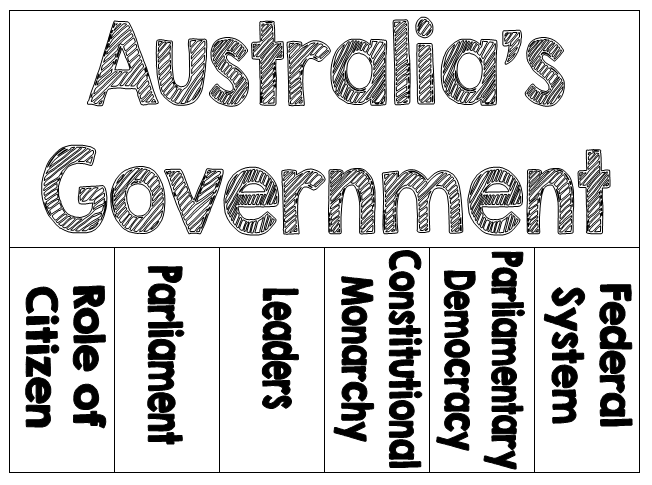 Australia's
Government
Role of
Citizen
Parliament
Leaders
Constitutional
Monarchy
Parliamentary
Democracy
Federal
System